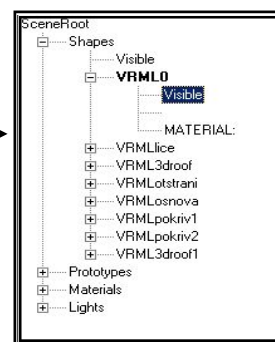 SceneRoot
Shapes
Visible
VRML0
Visible
MATERIAL:
VRMLlice
VRML3droof
VRMLotstrani
VRMLosnova
VRMLpokriv1
VRMLpokriv2
VRML3droof1
Prototypes
Materials
Lights